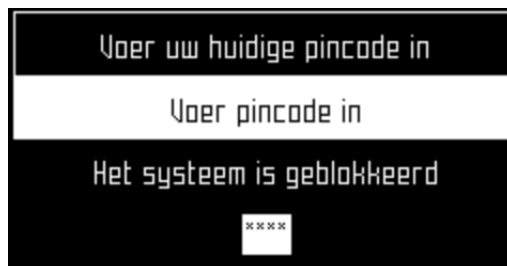 Voer uw huidige pincode in
Voer pincode in
Het systeem is geblokkeerd
****